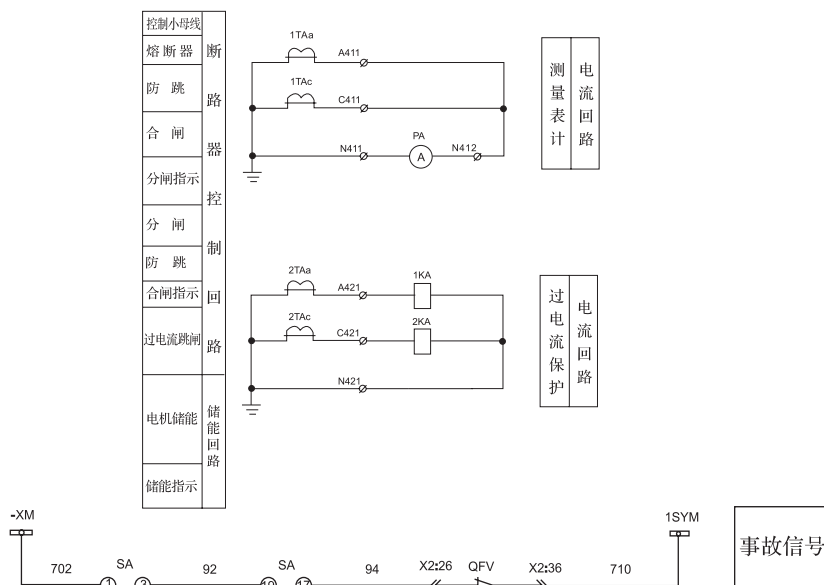 控制小母线
熔断器
防 跳
合 闸
分闸指示
分 闸
防 跳
合闸指示
过电流跳闸
电机储能
储能指示
断路器控制回路
储能回路
1TAa
A411
1TAc
C411
N411
PA
A
N412
测量表计
电流回路
2TAa
A421
1KA
2TAc
C421
2KA
N421
过电流保护
电流回路
-XM
1SYM
702
SA
92
SA
94
X2:26
QFV
X2:36
710
1
3
19
17
事故信号